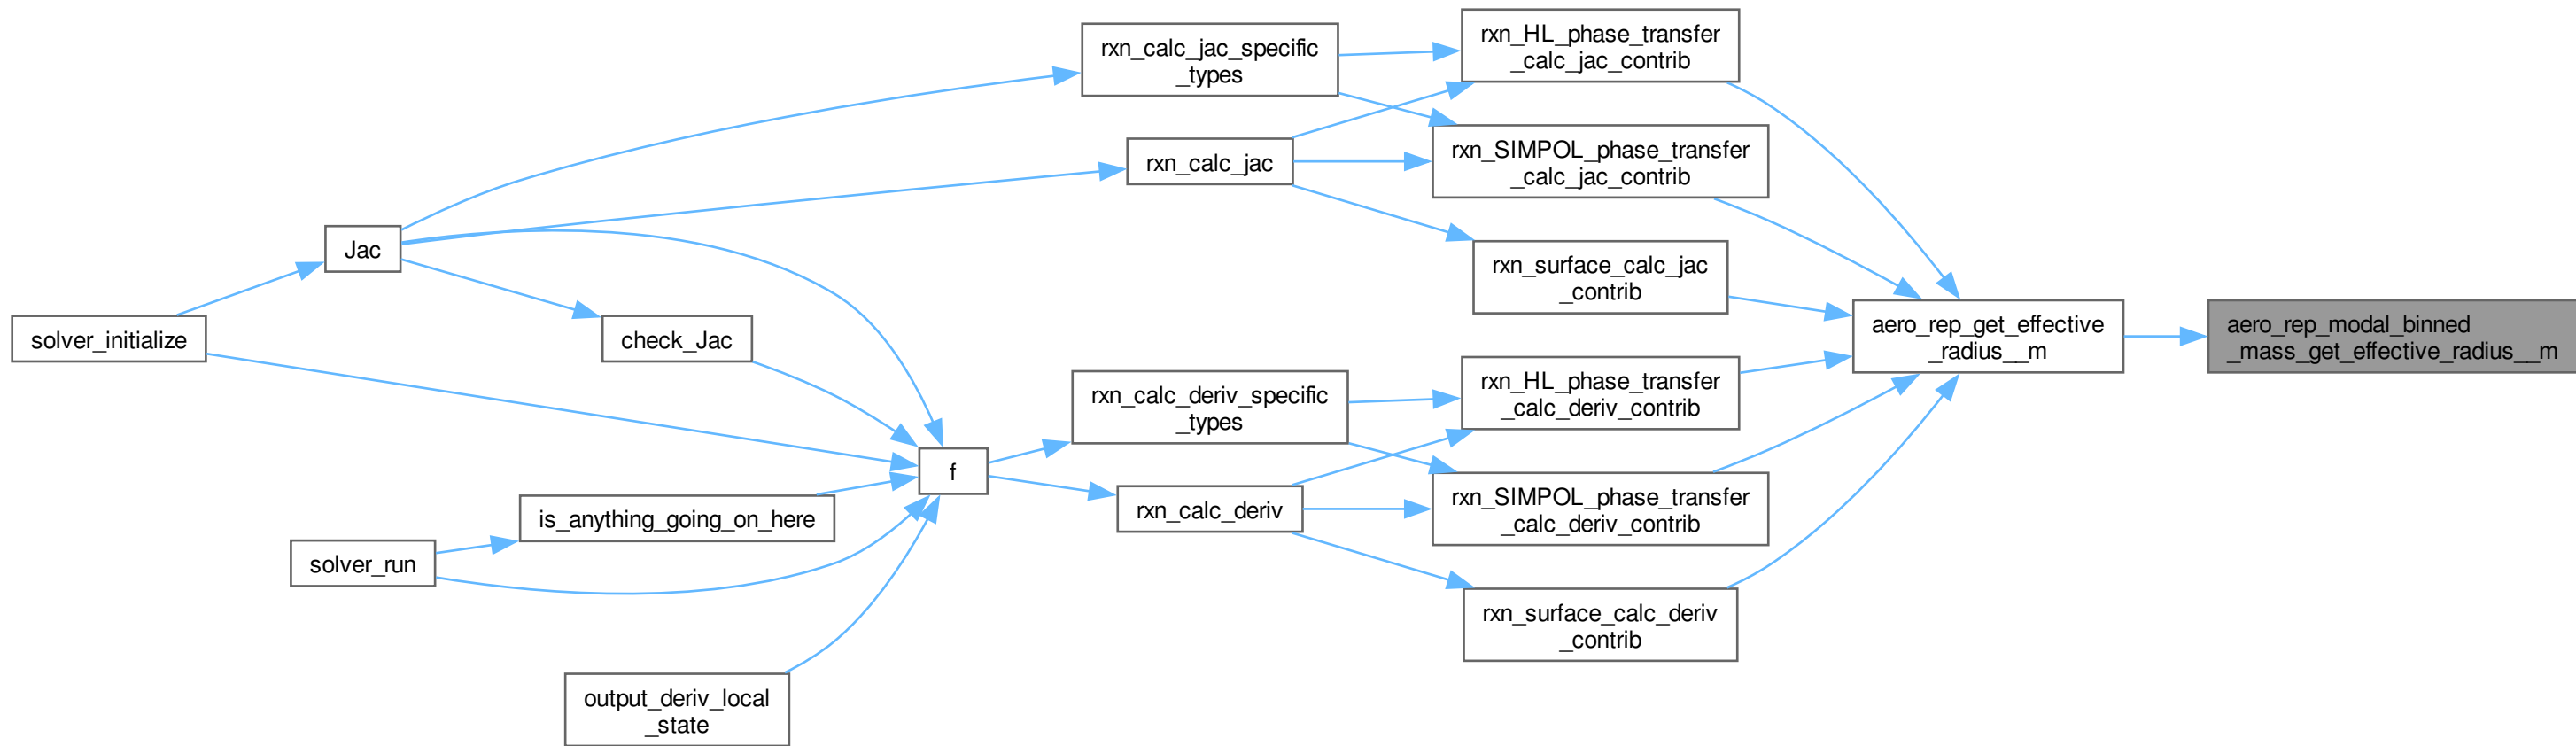 rxn_HL_phase_transfer
_calc_jac_contrib
rxn_calc_jac_specific
_types
rxn_SIMPOL_phase_transfer
_calc_jac_contrib
rxn_calc_jac
Jac
rxn_surface_calc_jac
_contrib
solver_initialize
check_Jac
aero_rep_get_effective
_radius__m
aero_rep_modal_binned
_mass_get_effective_radius__m
rxn_HL_phase_transfer
_calc_deriv_contrib
rxn_calc_deriv_specific
_types
f
rxn_SIMPOL_phase_transfer
_calc_deriv_contrib
is_anything_going_on_here
rxn_calc_deriv
solver_run
rxn_surface_calc_deriv
_contrib
output_deriv_local
_state